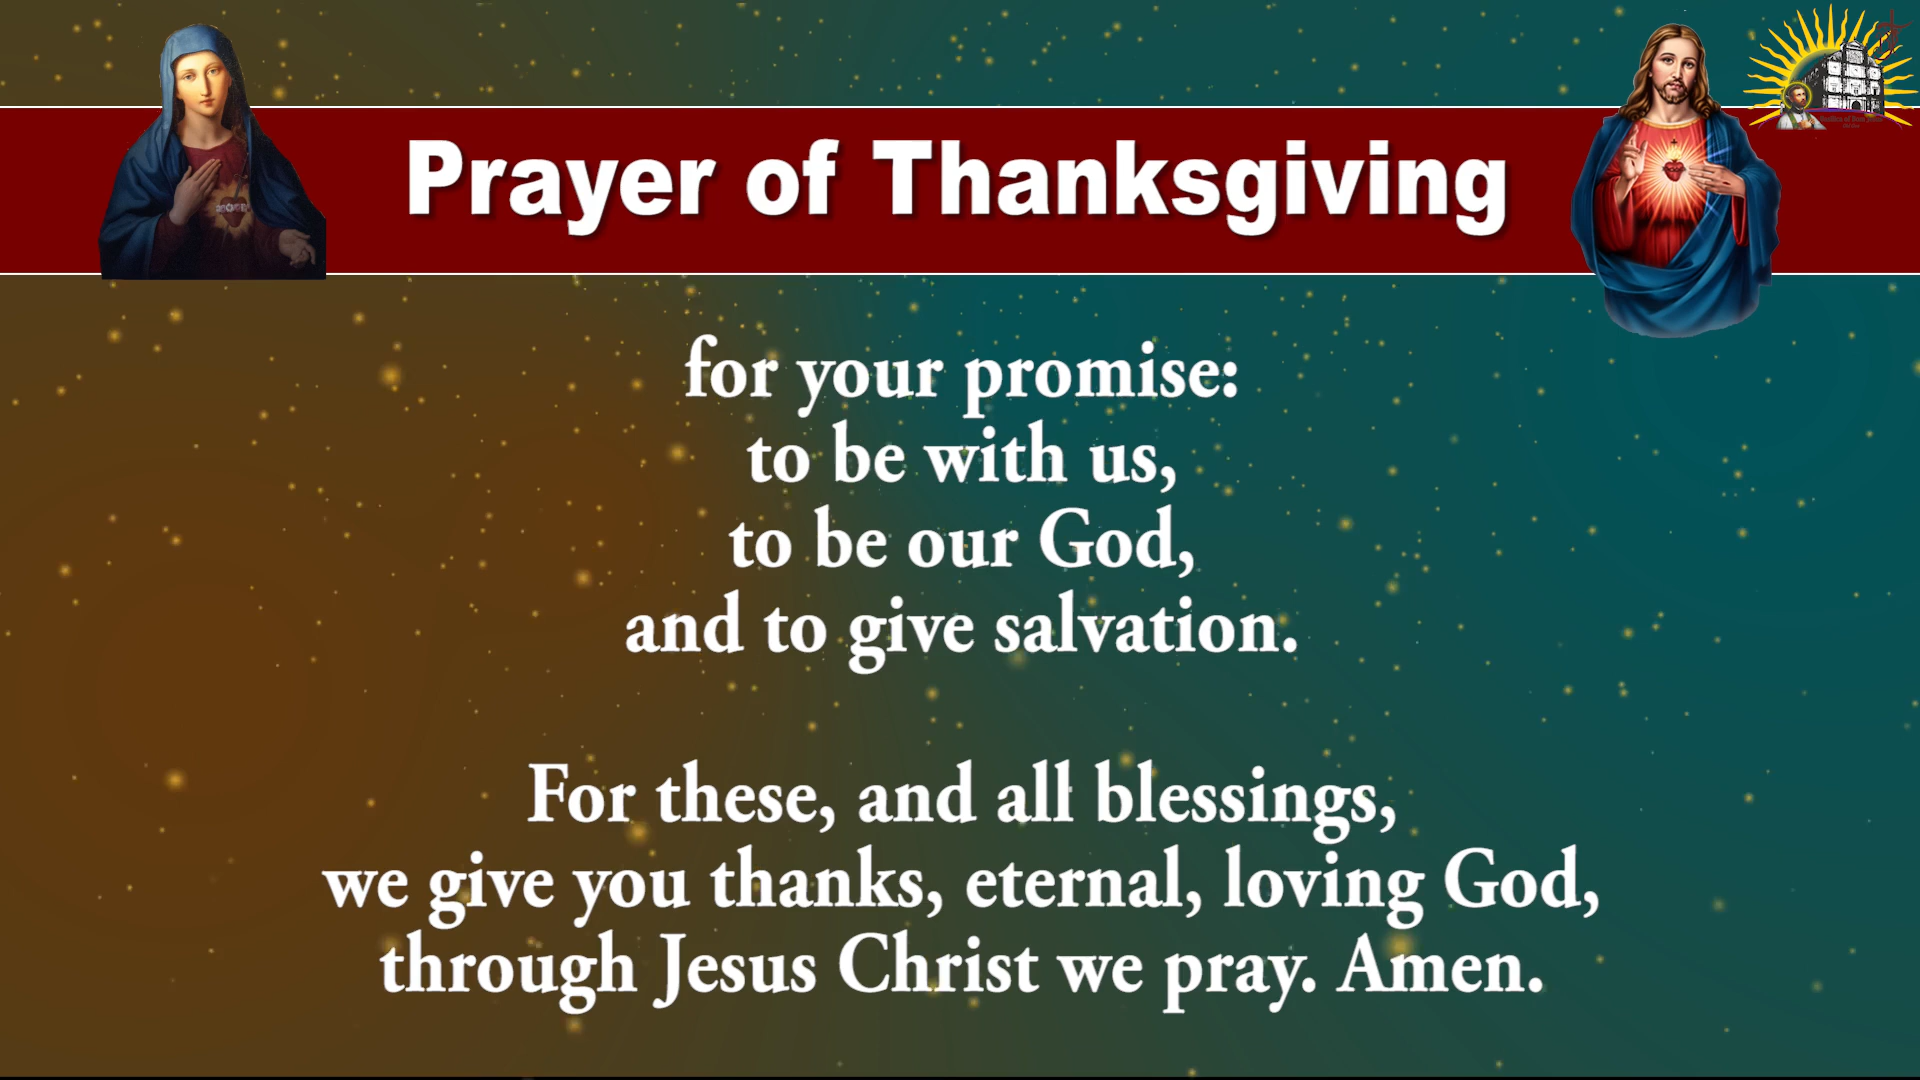 Prayer of Thanksgiving
for your promise:
to be with us,
to be our God,
and to give salvation.
For these, and all blessings,
we give you thanks, eternal, loving God,
through Jesus Christ we pray. Amen.